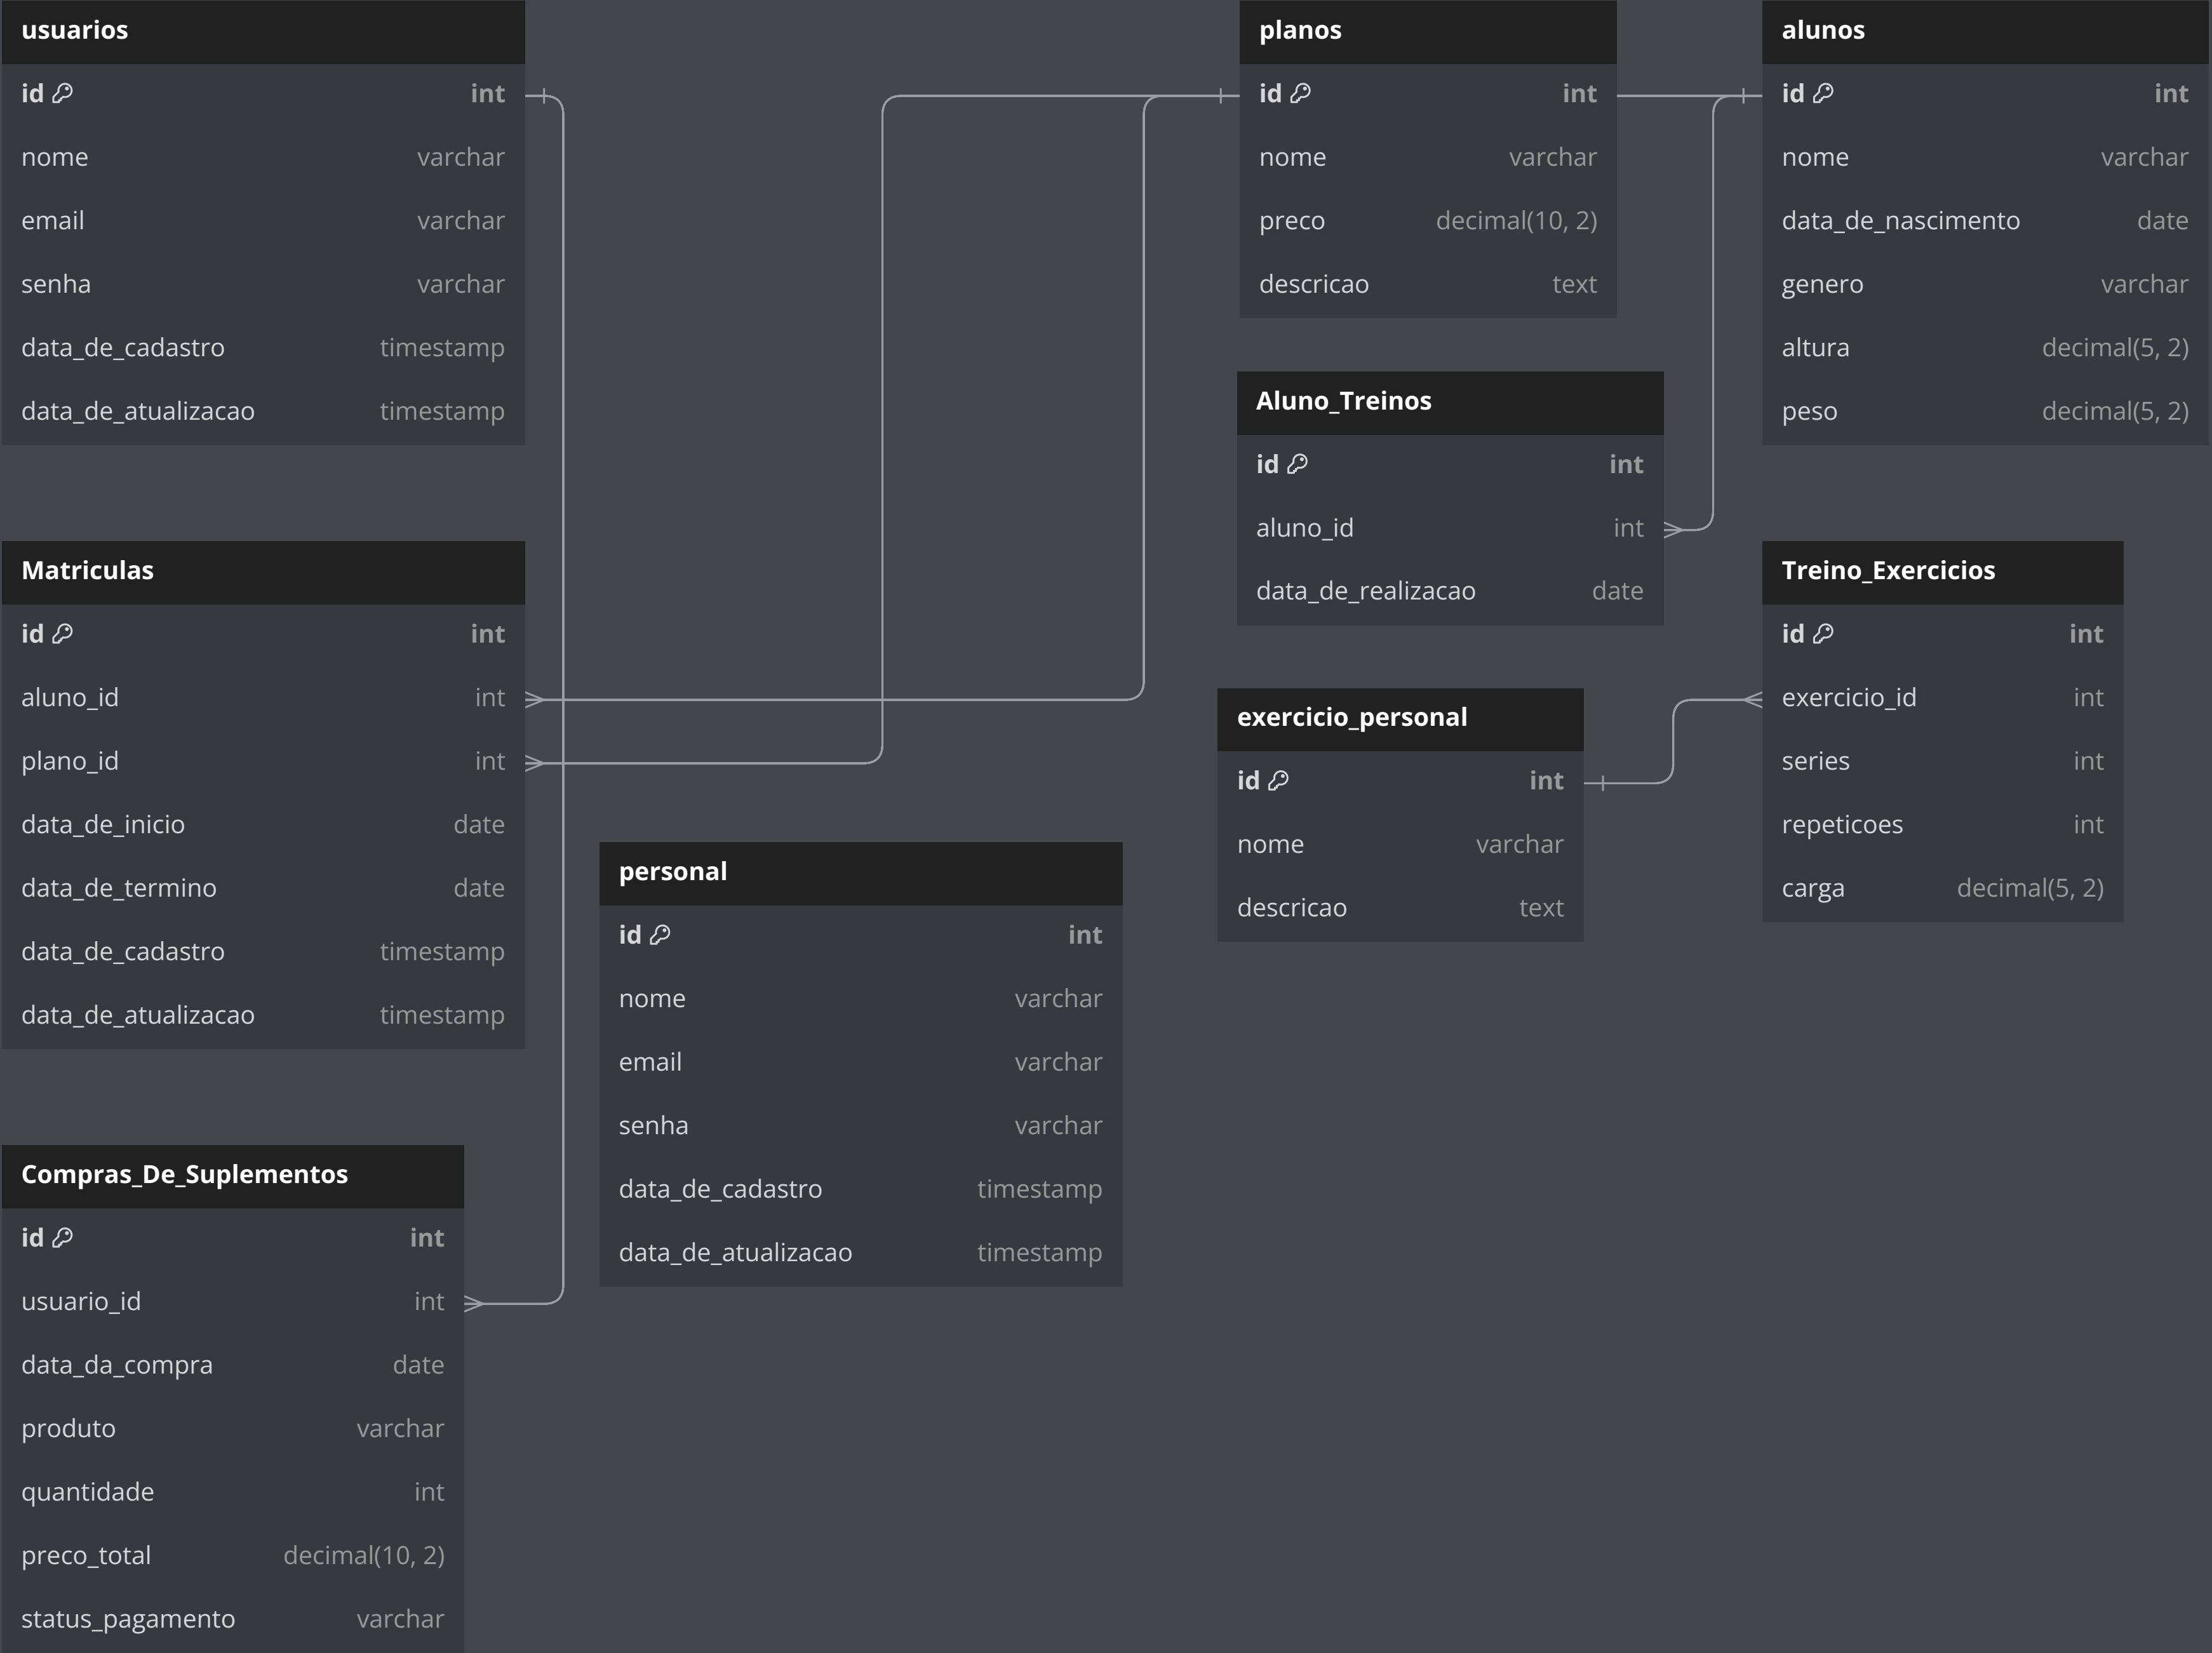 usuarios
id int
nome varchar
email varchar
senha varchar
data_de_cadastro timestamp
data_de_atualizacao timestamp
planos
id int
nome varchar
preco decimal(10, 2)
descricao text
alunos
id int
nome varchar
data_de_nascimento date
genero varchar
altura decimal(5, 2)
peso decimal(5, 2)
Aluno_Treinos
id int
aluno_id int
data_de_realizacao date
Matriculas
id int
aluno_id int
plano_id int
data_de_inicio date
data_de_termino date
data_de_cadastro timestamp
data_de_atualizacao timestamp
Treino_Exercicios
id int
exercicio_id int
series int
repeticoes int
carga decimal(5, 2)
exercicio_personal
id int
nome varchar
descricao text
personal
id int
nome varchar
email varchar
senha varchar
data_de_cadastro timestamp
data_de_atualizacao timestamp
Compras_De_Suplementos
id int
usuario_id int
data_da_compra date
produto varchar
quantidade int
preco_total decimal(10, 2)
status_pagamento varchar